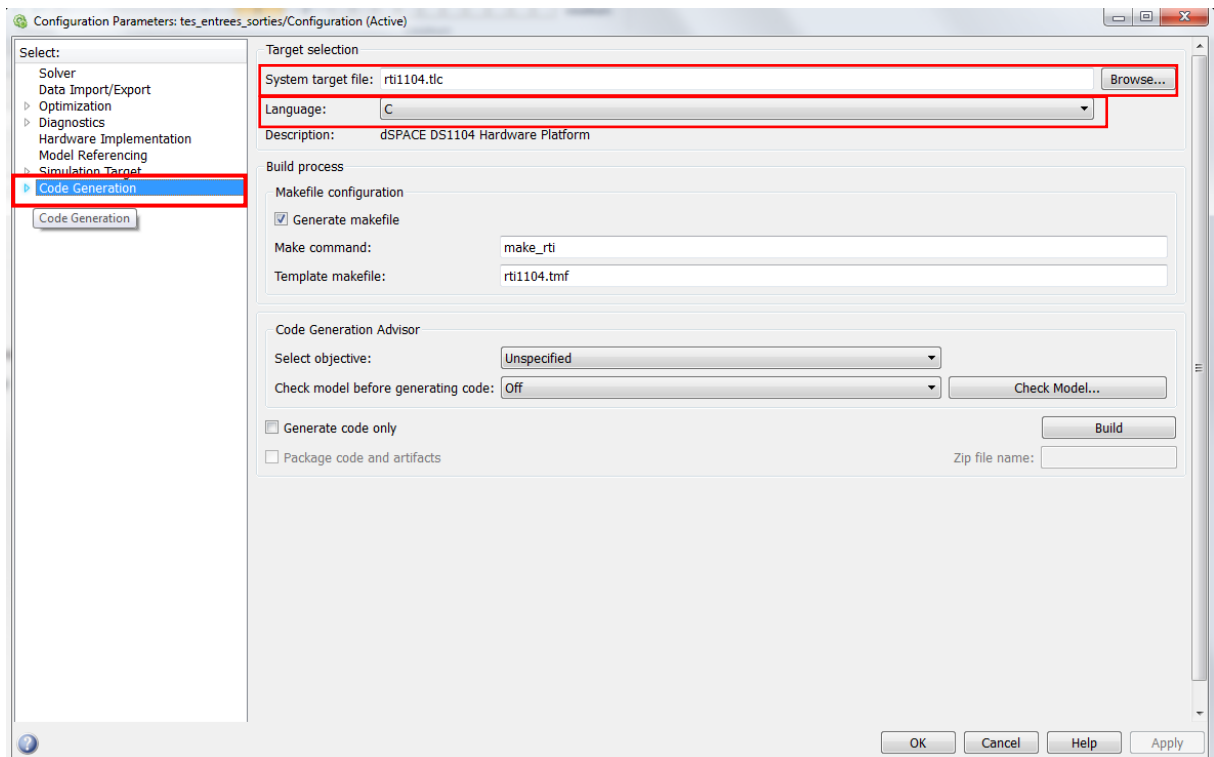 Configuration Parameters: tes_entrees_sorties/Configuration (Active)
Select:
Solver
Data Import/Export
Optimization
Diagnostics
Hardware Implementation
Model Referencing
Simulation Target
Code Generation
Code Generation
Target selection
System target file: rti1104.tlc Browse...
Language: C
Description: dSPACE DS1104 Hardware Platform
Build process
Makefile configuration
Generate makefile
Make command: make_rti
Template makefile: rti1104.tmf
Code Generation Advisor
Select objective: Unspecified
Check model before generating code: Off Check Model...
Generate code only Build
Package code and artifacts Zip file name:
OK Cancel Help Apply